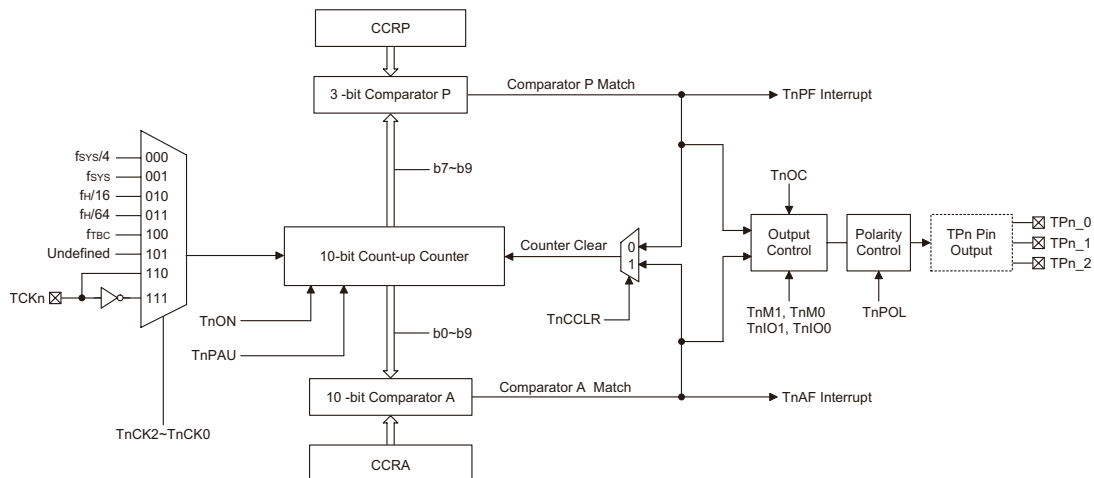 CCRP
3 -bit Comparator P
Comparator P Match
TnPF Interrupt
b7~b9
fSYS/4
000
fSYS
001
fH/16
010
fH/64
011
fTBC
100
Undefined
101
110
TCKn
111
TnCK2~TnCK0
10-bit Count-up Counter
TnON
TnPAU
Counter Clear
0
1
TnCCLR
TnOC
Output
Control
TnM1, TnM0
TnIO1, TnIO0
Polarity
Control
TnPOL
TPn Pin
Output
TPn_0
TPn_1
TPn_2
b0~b9
10 -bit Comparator A
Comparator A Match
TnAF Interrupt
CCRA